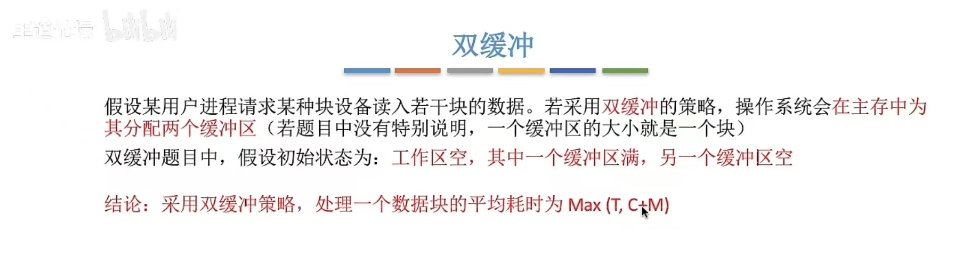 bilibili
双缓冲
假设某用户进程请求某种块设备读入若干块的数据。若采用双缓冲的策略，操作系统会在主存中为
其分配两个缓冲区（若题目中没有特别说明，一个缓冲区的大小就是一个块）
双缓冲题目中，假设初始状态为：工作区空，其中一个缓冲区满，另一个缓冲区空
结论：采用双缓冲策略，处理一个数据块的平均耗时为 Max (T, C+M)